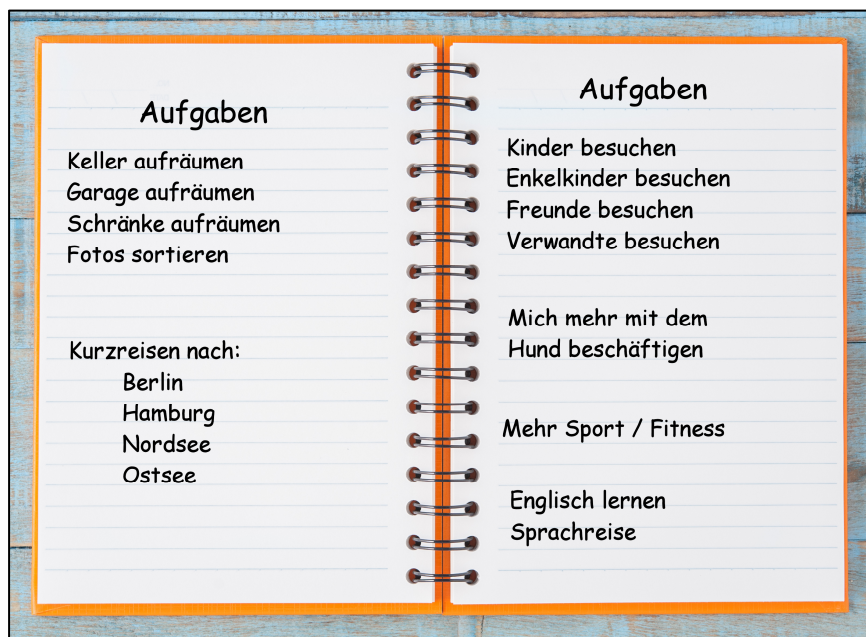 Aufgaben
Keller aufräumen
Garage aufräumen
Schränke aufräumen
Fotos sortieren
Kurzreisen nach:
Berlin
Hamburg
Nordsee
Ostsee
Aufgaben
Kinder besuchen
Enkelkinder besuchen
Freunde besuchen
Verwandte besuchen
Mich mehr mit dem
Hund beschäftigen
Mehr Sport / Fitness
Englisch lernen
Sprachreise